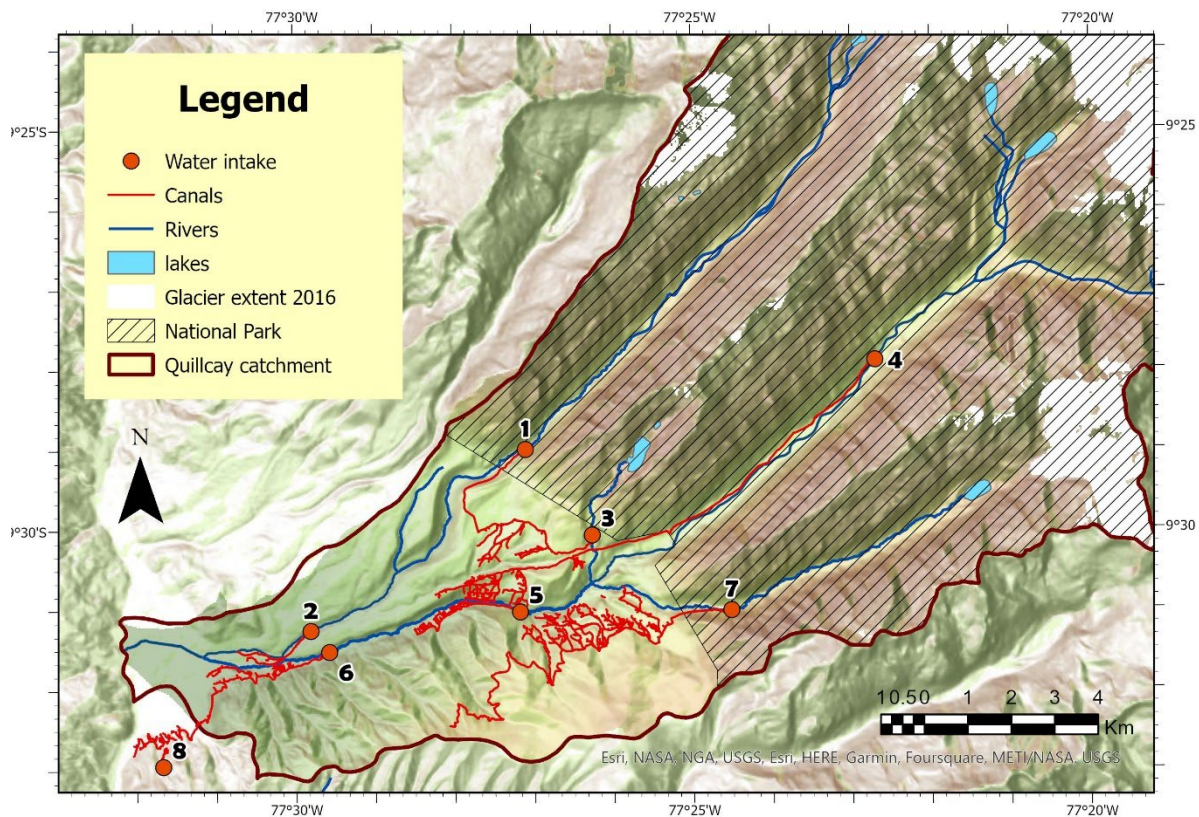 77°30'W 77°25'W 77°20'W
Legend
Water intake
Canals
Rivers
lakes
Glacier extent 2016
National Park
Quillcay catchment
9°25'S
9°25
N
9°30'S
9°30
1
2
3
4
5
6
7
8
10.50 1 2 3 4
Km
Esri, NASA, NGA, USGS, Esri, HERE, Garmin, Foursquare, METI/NASA, USGS
77°30'W 77°25'W 77°20'W